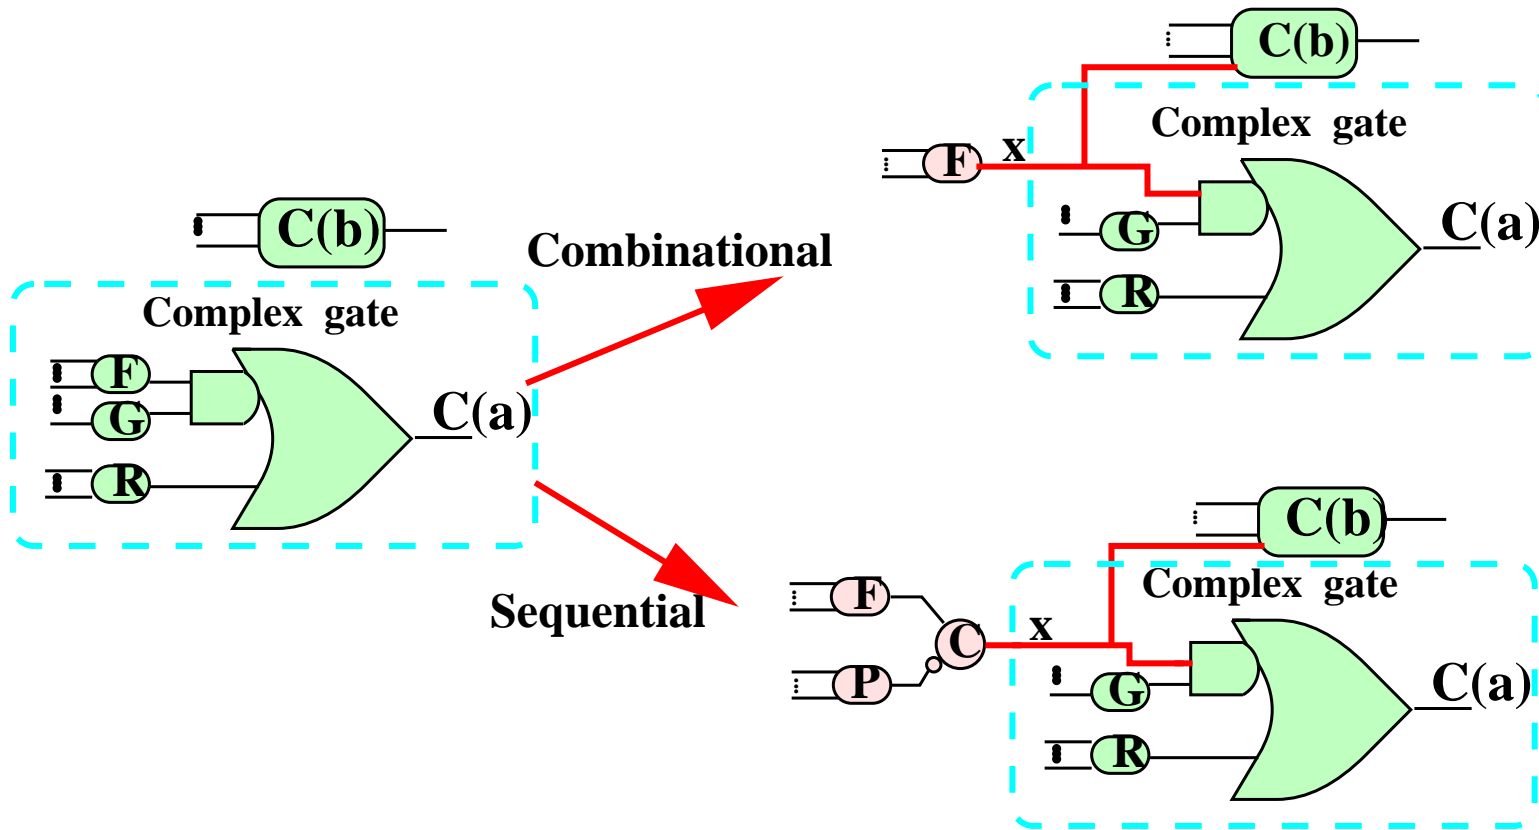 C(b)
Complex gate
F
G
R
C(a)
Combinational
Sequential
C(b)
Complex gate
F
x
G
R
C(a)
C(b)
Complex gate
F
C
x
P
G
R
C(a)